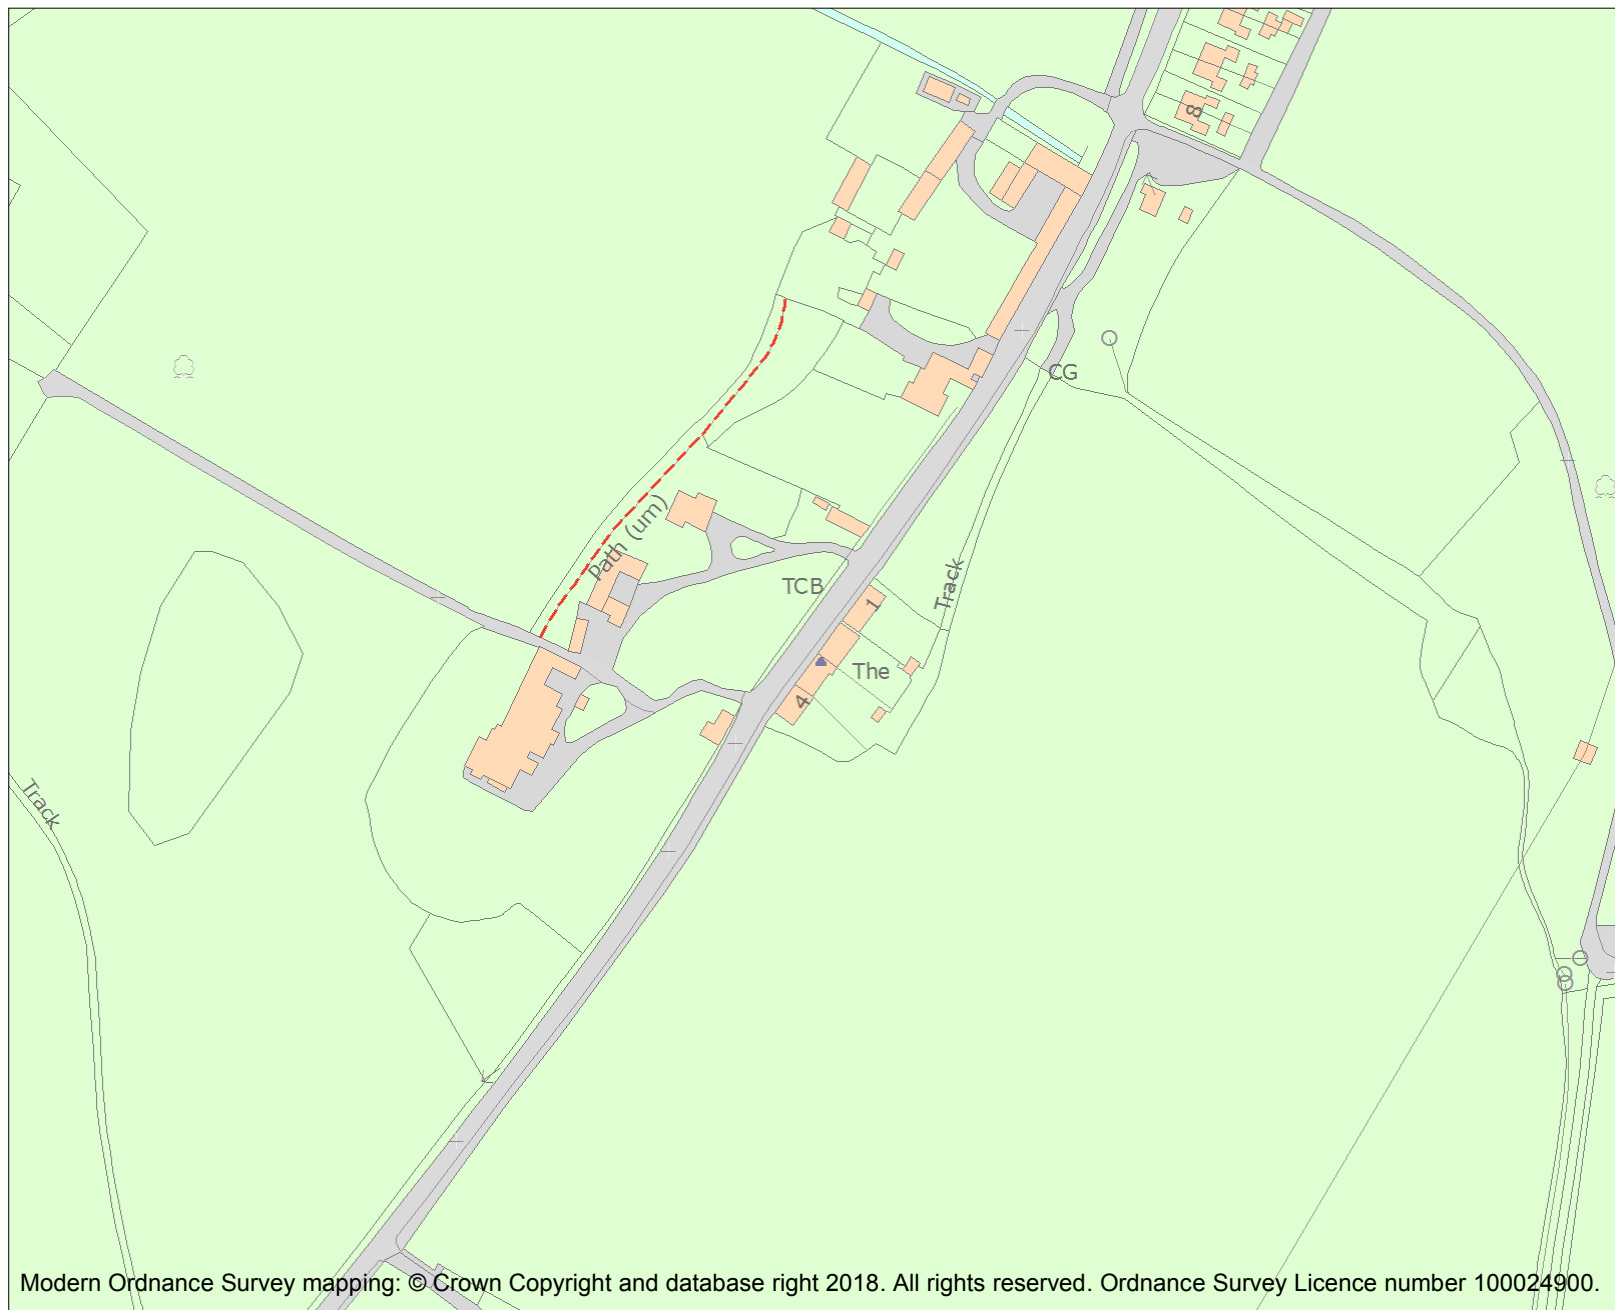 8
CG
Path (um)
TCB
Track
1
The
4
Track
Modern Ordnance Survey mapping: © Crown Copyright and database right 2018. All rights reserved. Ordnance Survey Licence number 100024900.